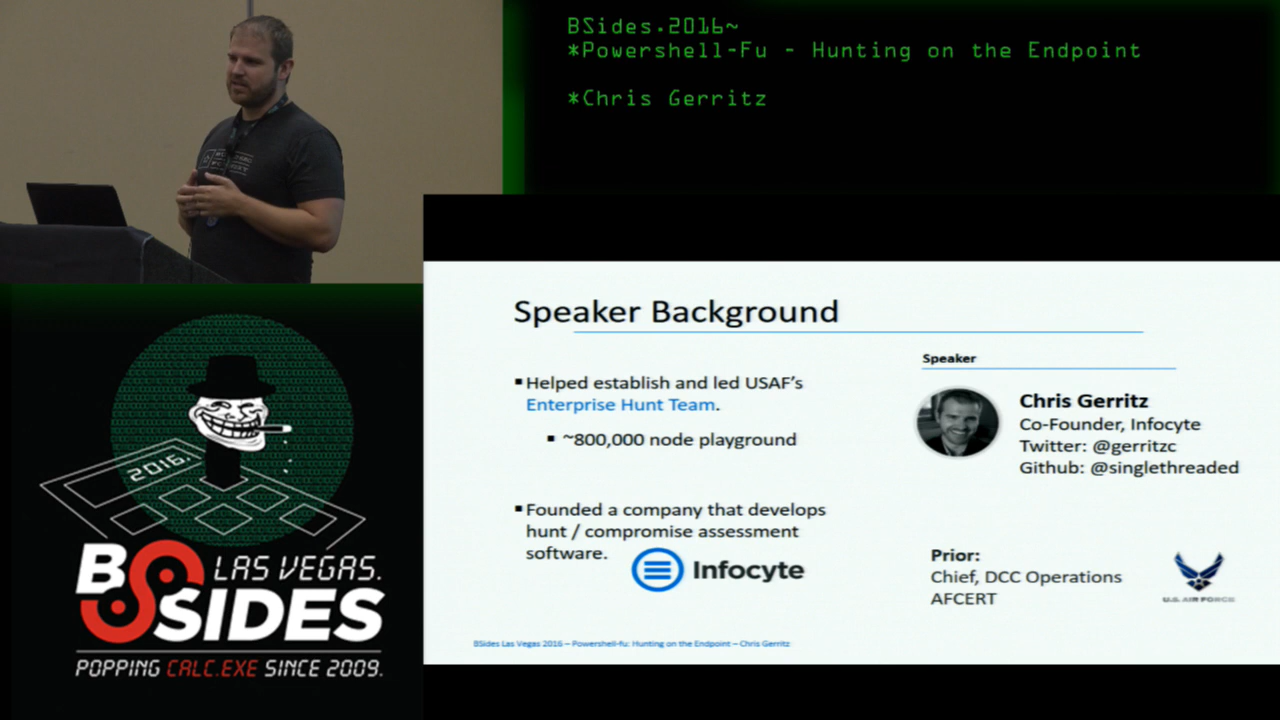 BSides.2016~
*Powershell-Fu - Hunting on the Endpoint
*Chris Gerritz
Speaker Background
▪Helped establish and led USAF's
Enterprise Hunt Team.
▪ ~800,000 node playground
▪Founded a company that develops
hunt / compromise assessment
software.
Infocyte
Speaker
Chris Gerritz
Co-Founder, Infocyte
Twitter: @gerritzc
Github: @singlethreaded
Prior:
Chief, DCC Operations
AFCERT
U.S. AIR FORCE
BSides Las Vegas 2016 – Powershell-fu: Hunting on the Endpoint – Chris Gerritz
2016.
BSIDES
LAS VEGAS.
POPPING CALC.EXE SINCE 2009.